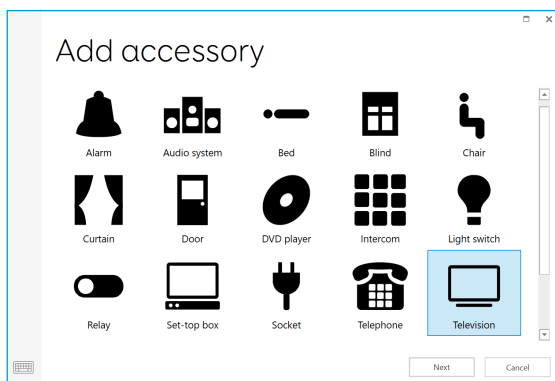 Add accessory
Alarm
Audio system
Bed
Blind
Chair
Curtain
Door
DVD player
Intercom
Light switch
Relay
Set-top box
Socket
Telephone
Television
Next
Cancel